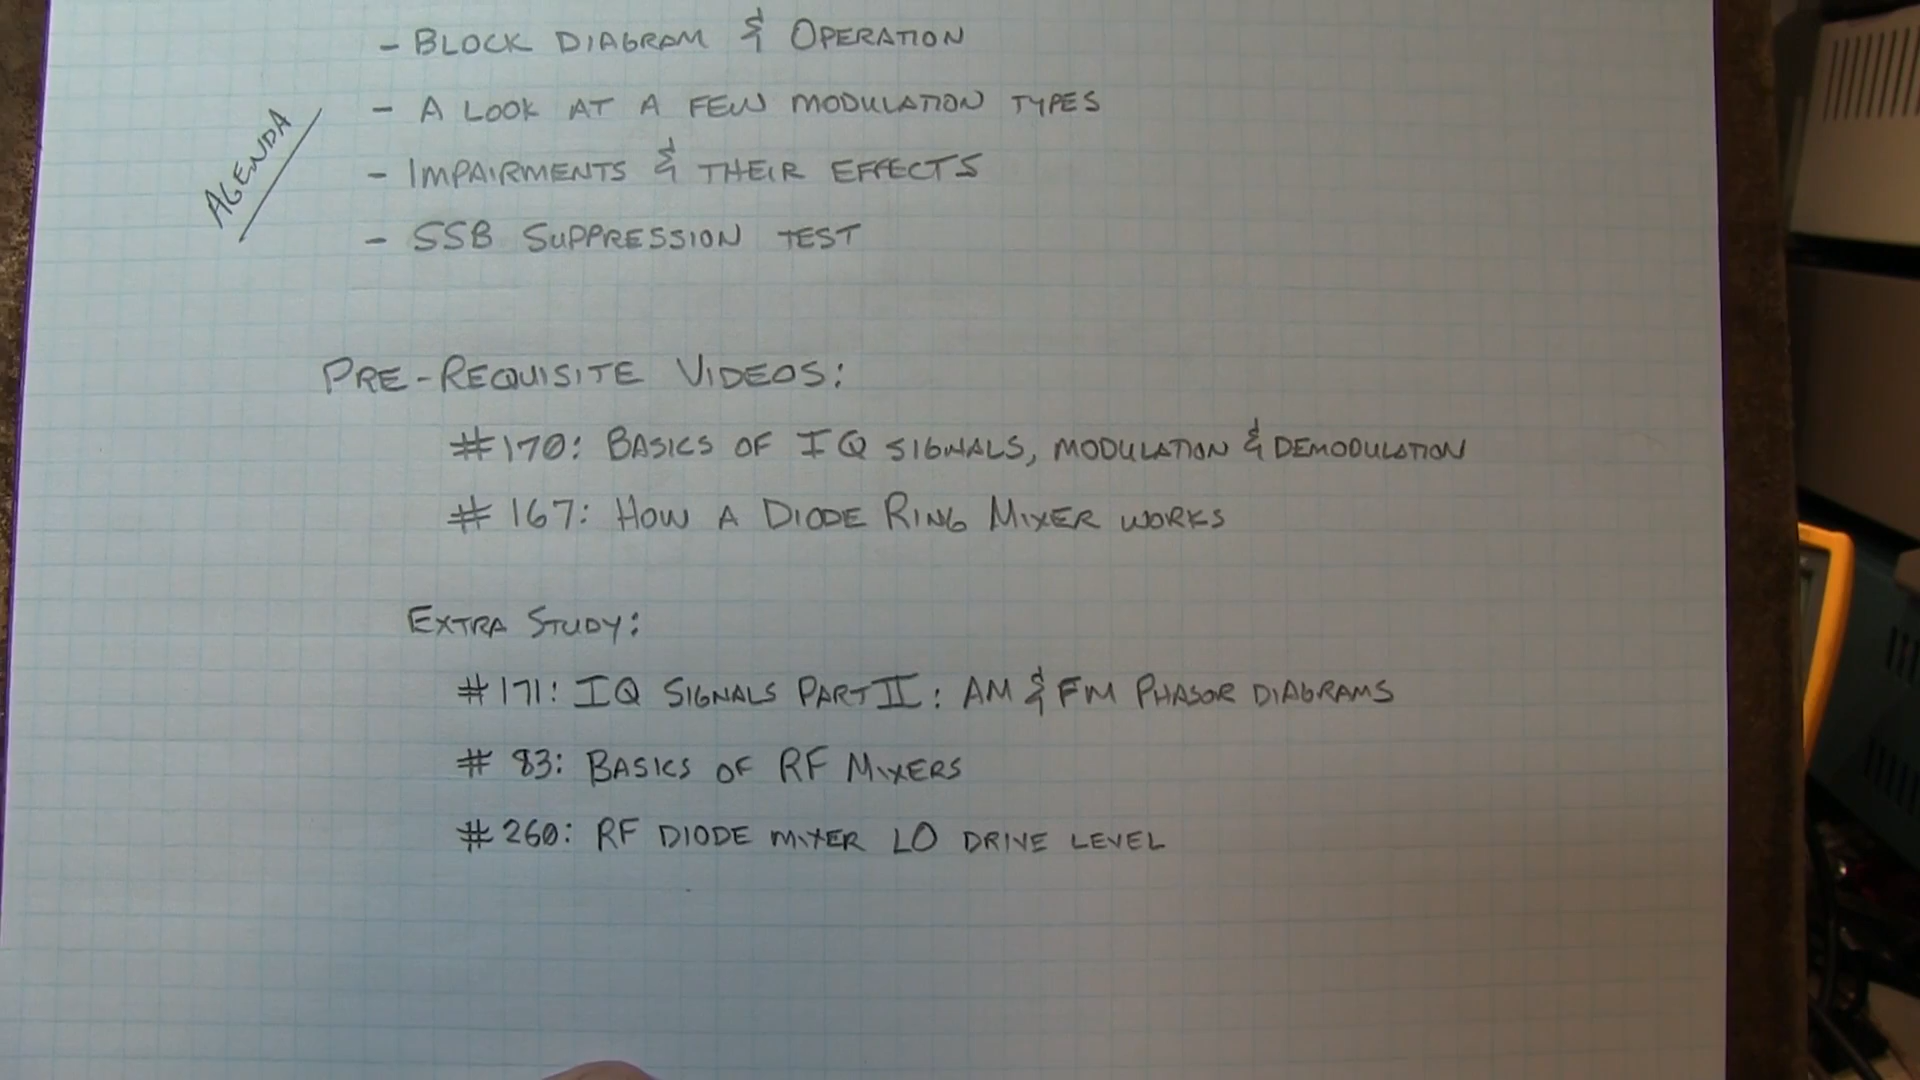 - BLOCK DIAGRAM & OPERATION
- A LOOK AT A FEW MODULATION TYPES
AGENDA
- IMPAIRMENTS & THEIR EFFECTS
- SSB SUPPRESSION TEST
PRE-REQUISITE VIDEOS:
#170: BASICS OF IQ SIGNALS, MODULATION & DEMODULATION
#167: HOW A DIODE RING MIXER WORKS
EXTRA STUDY:
#171: IQ SIGNALS PART II: AM & FM PHASOR DIAGRAMS
#83: BASICS OF RF MIXERS
#260: RF DIODE MIXER LO DRIVE LEVEL